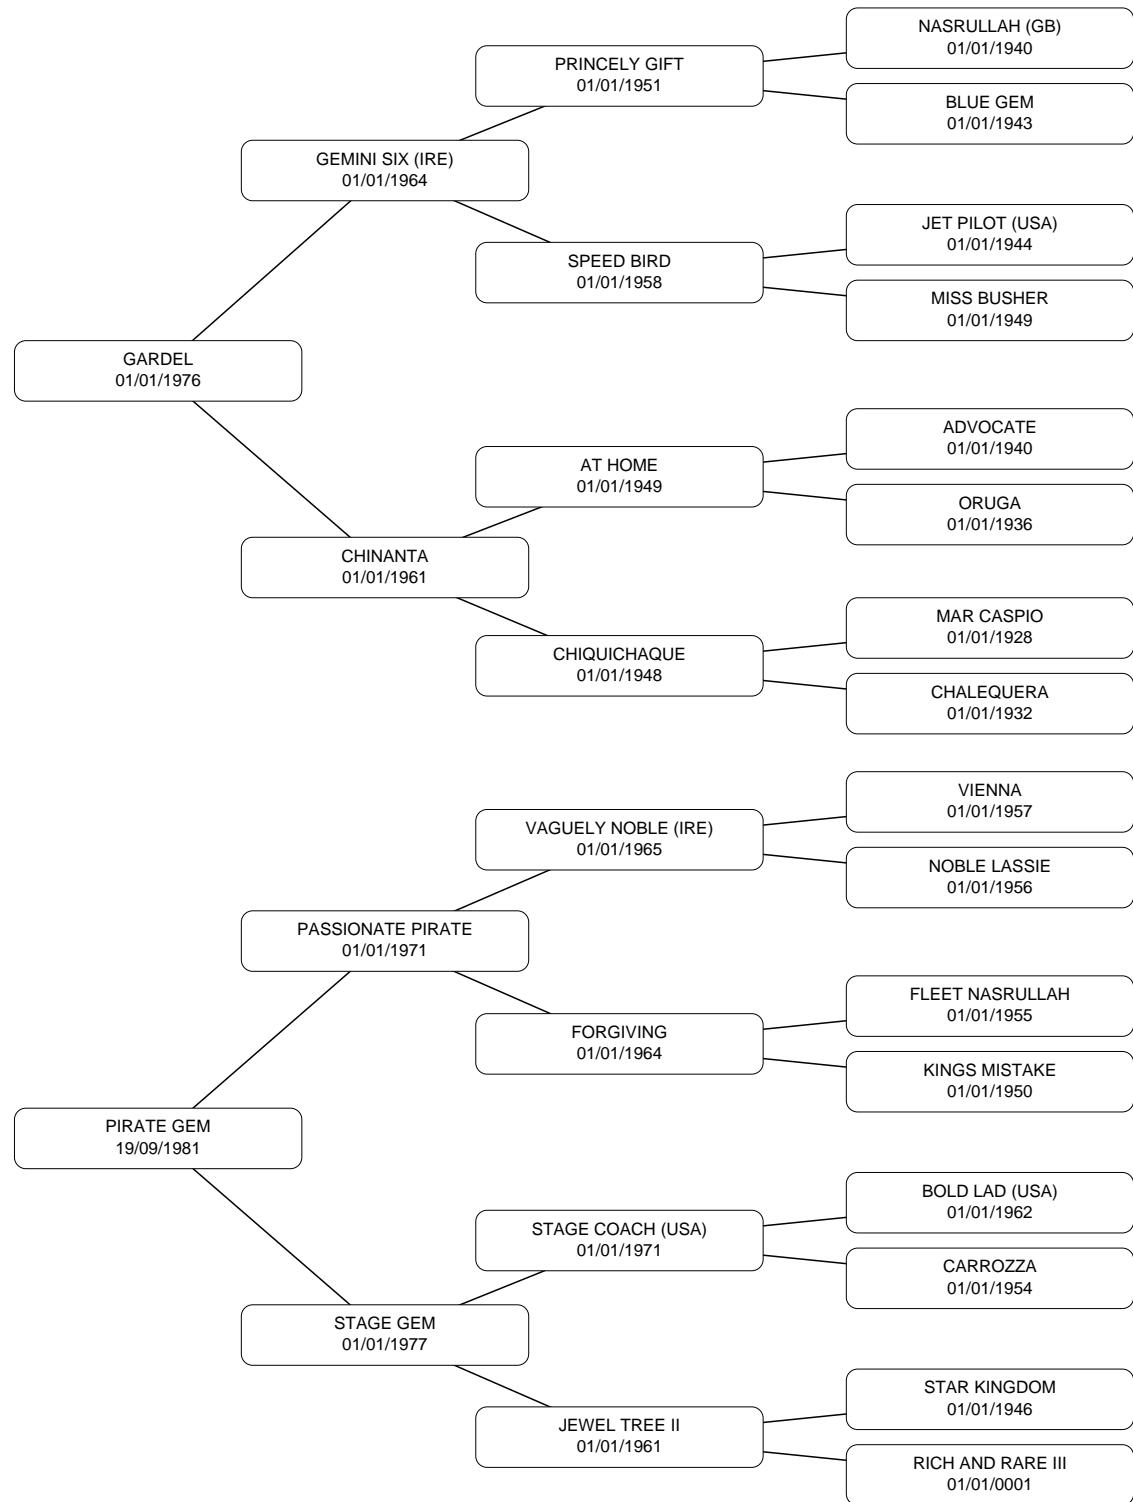 NASRULLAH (GB)
01/01/1940
PRINCELY GIFT
01/01/1951
BLUE GEM
01/01/1943
GEMINI SIX (IRE)
01/01/1964
JET PILOT (USA)
01/01/1944
SPEED BIRD
01/01/1958
MISS BUSHER
01/01/1949
GARDEL
01/01/1976
ADVOCATE
01/01/1940
AT HOME
01/01/1949
ORUGA
01/01/1936
CHINANTA
01/01/1961
MAR CASPIO
01/01/1928
CHIQUICHAQUE
01/01/1948
CHALEQUERA
01/01/1932
VIENNA
01/01/1957
VAGUELY NOBLE (IRE)
01/01/1965
NOBLE LASSIE
01/01/1956
PASSIONATE PIRATE
01/01/1971
FLEET NASRULLAH
01/01/1955
FORGIVING
01/01/1964
KINGS MISTAKE
01/01/1950
PIRATE GEM
19/09/1981
BOLD LAD (USA)
01/01/1962
STAGE COACH (USA)
01/01/1971
CARROZZA
01/01/1954
STAGE GEM
01/01/1977
STAR KINGDOM
01/01/1946
JEWEL TREE II
01/01/1961
RICH AND RARE III
01/01/0001